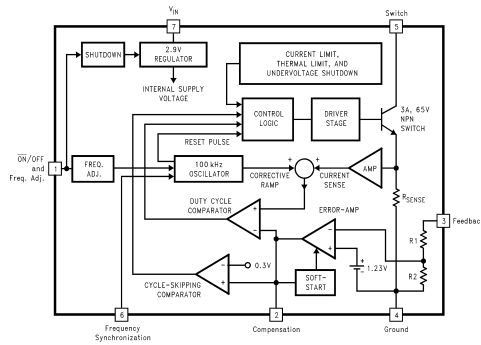 V_IN
Switch
7
5
SHUTDOWN
2.9V
REGULATOR
CURRENT LIMIT,
THERMAL LIMIT, AND
UNDERVOLTAGE SHUTDOWN
INTERNAL SUPPLY
VOLTAGE
CONTROL
LOGIC
DRIVER
STAGE
3A, 65V
NPN
SWITCH
RESET PULSE
ON/OFF
and
Freq. Adj.
1
FREQ.
ADJ.
100 kHz
OSCILLATOR
+
+
CORRECTIVE
RAMP
CURRENT
SENSE
AMP
R_SENSE
DUTY CYCLE
COMPARATOR
+
−
ERROR-AMP
−
+
3
Feedbac
R1
R2
+
−
1.23V
0.3V
−
+
CYCLE-SKIPPING
COMPARATOR
SOFT-
START
6
2
4
Frequency
Synchronization
Compensation
Ground